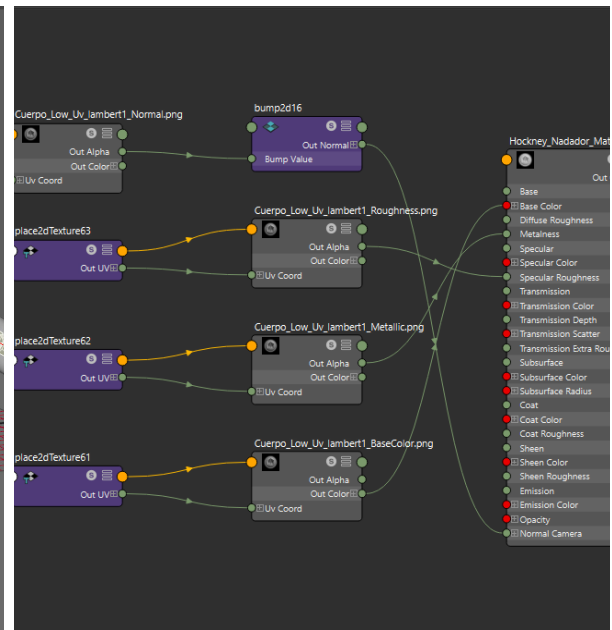 Cuerpo_Low_Uv_lambert1_Normal.png
Out Alpha
Out Color
Uv Coord
bump2d16
Out Normal
Bump Value
place2dTexture63
Out UV
Cuerpo_Low_Uv_lambert1_Roughness.png
Out Alpha
Out Color
Uv Coord
place2dTexture62
Out UV
Cuerpo_Low_Uv_lambert1_Metallic.png
Out Alpha
Out Color
Uv Coord
place2dTexture61
Out UV
Cuerpo_Low_Uv_lambert1_BaseColor.png
Out Alpha
Out Color
Uv Coord
Hockney_Nadador_Mat
Out
Base
Base Color
Diffuse Roughness
Metalness
Specular
Specular Color
Specular Roughness
Transmission
Transmission Color
Transmission Depth
Transmission Scatter
Transmission Extra Rou
Subsurface
Subsurface Color
Subsurface Radius
Coat
Coat Color
Coat Roughness
Sheen
Sheen Color
Sheen Roughness
Emission
Emission Color
Opacity
Normal Camera